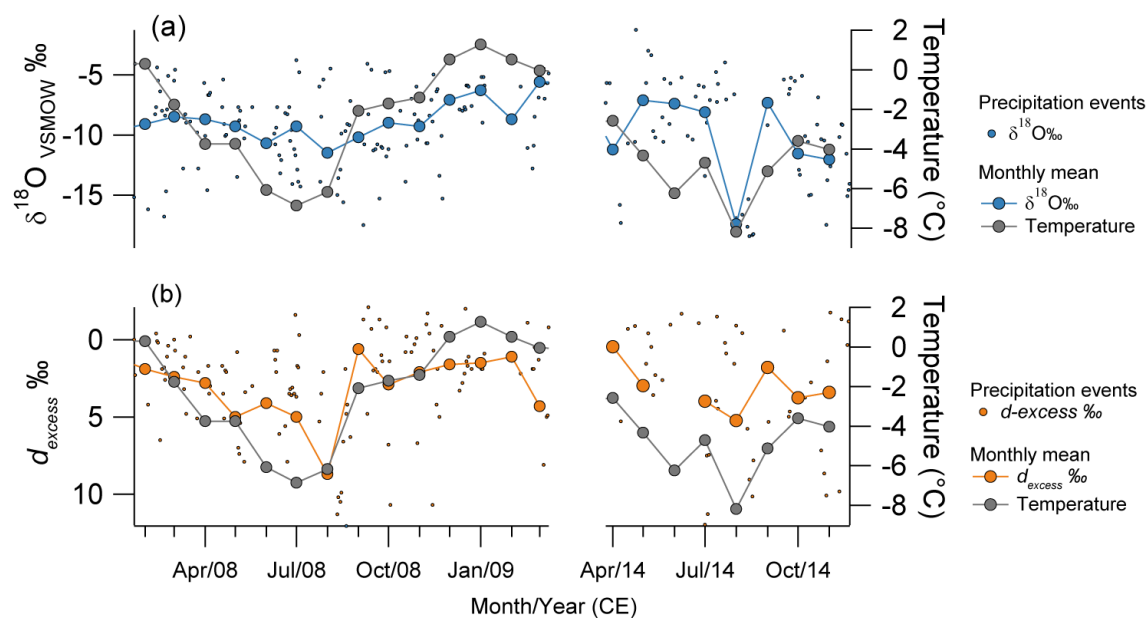 (a)
δ18O VSMOW ‰
-5
-10
-15
2
0
-2
-4
-6
-8
Temperature (°C)
Precipitation events
δ18O‰
Monthly mean
δ18O‰
Temperature
(b)
dexcess ‰
0
5
10
2
0
-2
-4
-6
-8
Temperature (°C)
Precipitation events
d-excess ‰
Monthly mean
dexcess ‰
Temperature
Apr/08 Jul/08 Oct/08 Jan/09 Apr/14 Jul/14 Oct/14
Month/Year (CE)